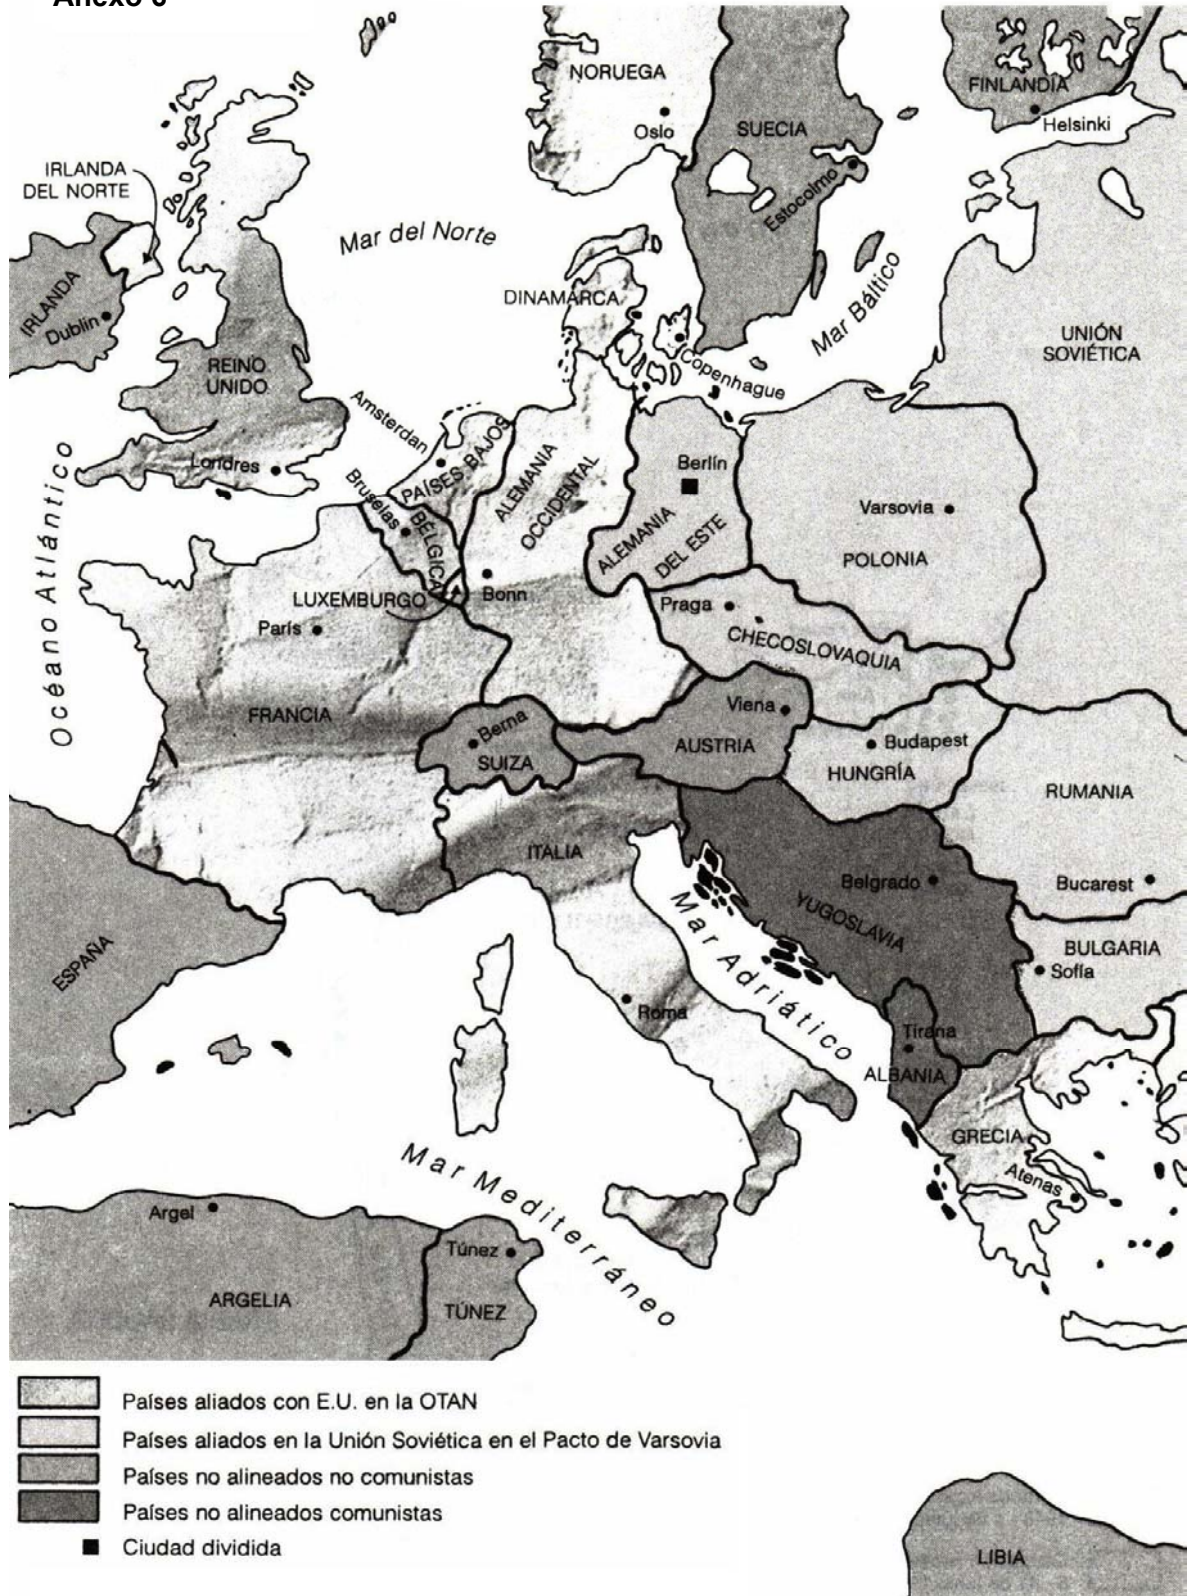 Anexo 6
NORUEGA
Oslo
SUECIA
Estocolmo
FINLANDIA
Helsinki
IRLANDA
DEL NORTE
Mar del Norte
IRLANDA
Dublin
DINAMARCA
Copenhague
Mar Báltico
UNIÓN
SOVIÉTICA
REINO
UNIDO
Londres
Amsterdan
PAÍSES BAJOS
Bruselas
BÉLGICA
ALEMANIA
OCCIDENTAL
Berlín
ALEMANIA
DEL ESTE
Varsovia
POLONIA
Océano Atlántico
LUXEMBURGO
Bonn
París
Praga
CHECOSLOVAQUIA
FRANCIA
Berna
SUIZA
Viena
AUSTRIA
Budapest
HUNGRÍA
RUMANIA
Bucarest
ITALIA
Belgrado
YUGOSLAVIA
Mar Adriático
BULGARIA
Sofía
ESPAÑA
Roma
Tirana
ALBANIA
GRECIA
Atenas
Mar Mediterráneo
Argel
ARGELIA
Túnez
TÚNEZ
Países aliados con E.U. en la OTAN
Países aliados en la Unión Soviética en el Pacto de Varsovia
Países no alineados no comunistas
Países no alineados comunistas
Ciudad dividida
LIBIA